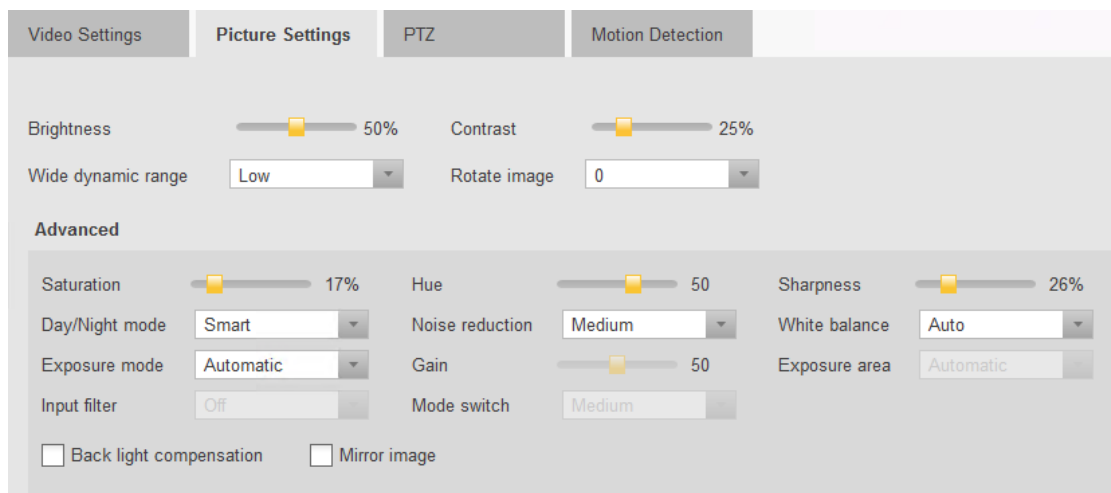 Video Settings Picture Settings PTZ Motion Detection
Brightness 50% Contrast 25%
Wide dynamic range Low Rotate image 0
Advanced
Saturation 17% Hue 50 Sharpness 26%
Day/Night mode Smart Noise reduction Medium White balance Auto
Exposure mode Automatic Gain 50 Exposure area Automatic
Input filter Off Mode switch Medium
Back light compensation Mirror image